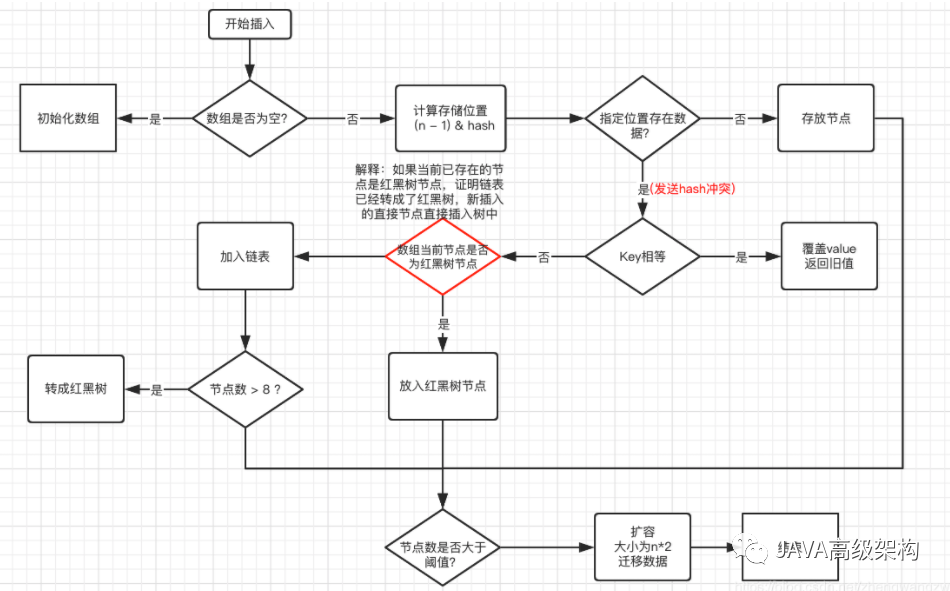 开始插入
初始化数组
是
数组是否为空?
否
计算存储位置
(n - 1) & hash
指定位置存在数
据?
否
存放节点
解释：如果当前已存在的节
点是红黑树节点，证明链表
已经转成了红黑树，新插入
的直接节点直接插入树中
是(发送hash冲突)
加入链表
数组当前节点是否
为红黑树节点
否
Key相等
是
覆盖value
返回旧值
是
转成红黑树
是
节点数 > 8 ?
放入红黑树节点
节点数是否大于
阈值?
扩容
大小为n*2
迁移数据
JAVA高级架构